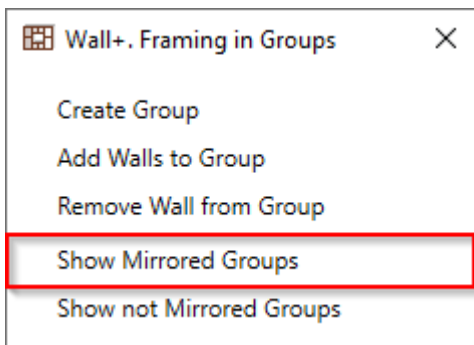 Wall+. Framing in Groups
Create Group
Add Walls to Group
Remove Wall from Group
Show Mirrored Groups
Show not Mirrored Groups